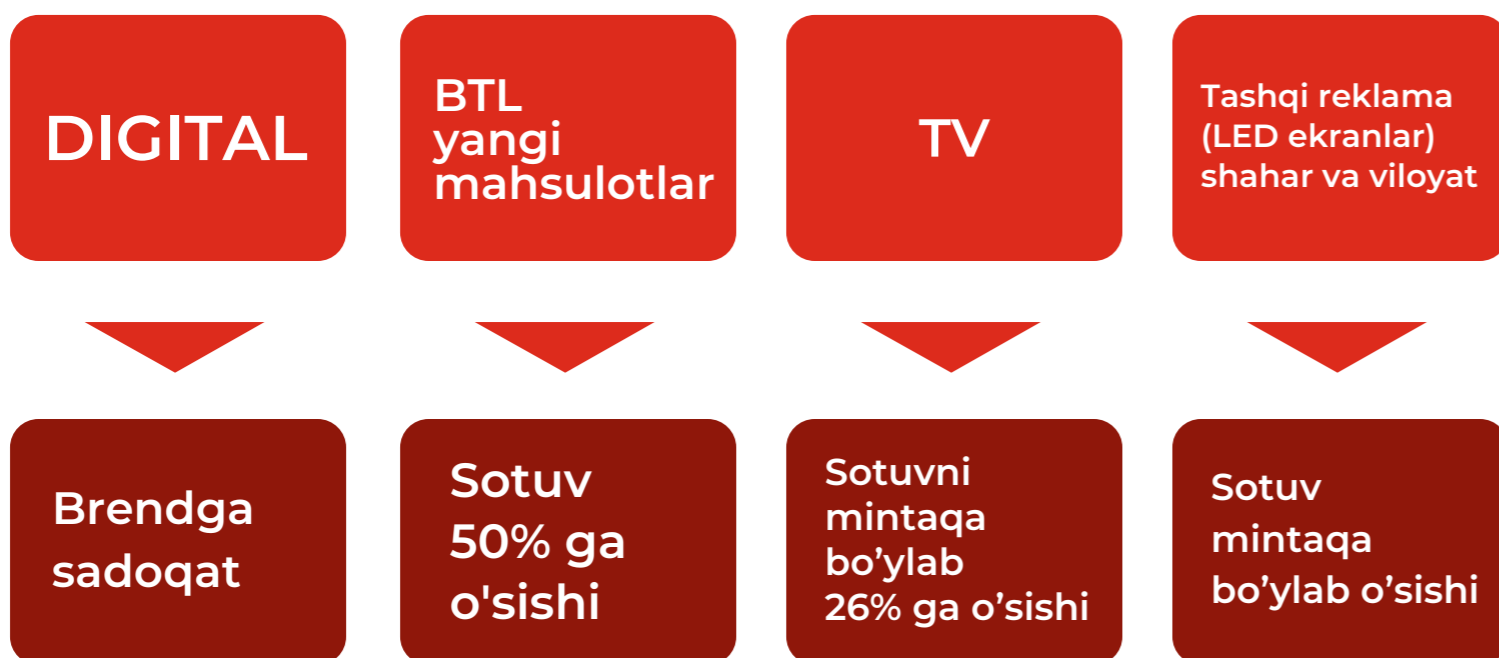 DIGITAL
BTL
yangi
mahsulotlar
TV
Tashqi reklama
(LED ekranlar)
shahar va viloyat
Brendga
sadoqat
Sotuv
50% ga
o'sishi
Sotuvni
mintaqa
bo’ylab
26% ga o’sishi
Sotuv
mintaqa
bo’ylab o’sishi